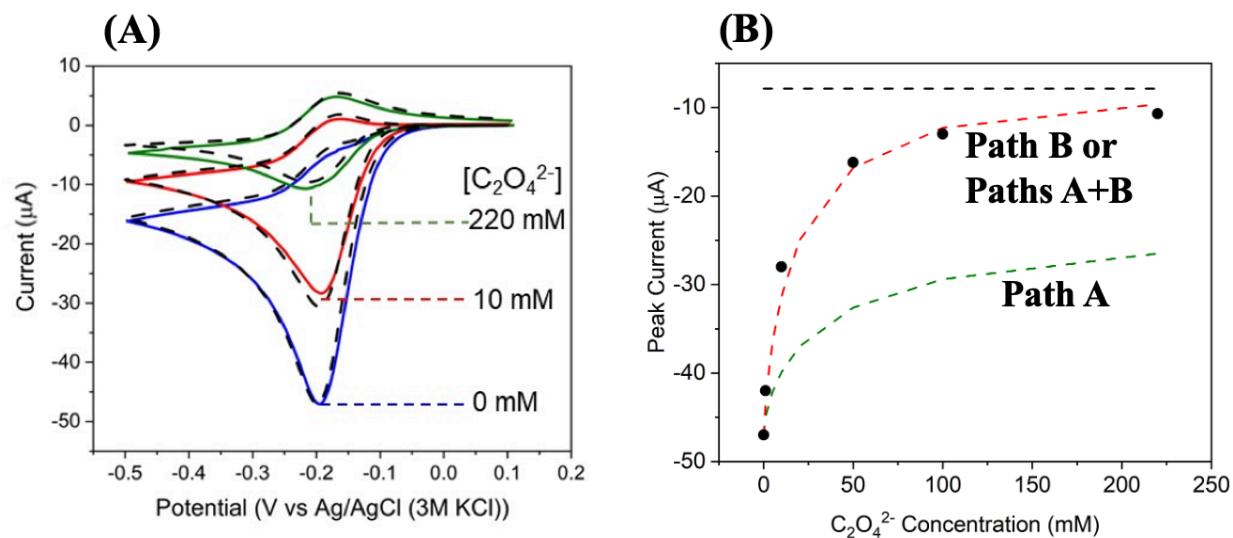 (A)
10
0
-10
-20
-30
-40
-50
Current (μA)
[C₂O₄²⁻]
220 mM
10 mM
0 mM
-0.5 -0.4 -0.3 -0.2 -0.1 0.0 0.1 0.2
Potential (V vs Ag/AgCl (3M KCl))
(B)
-10
-20
-30
-40
-50
Peak Current (μA)
Path B or
Paths A+B
Path A
0 50 100 150 200 250
C₂O₄²⁻ Concentration (mM)